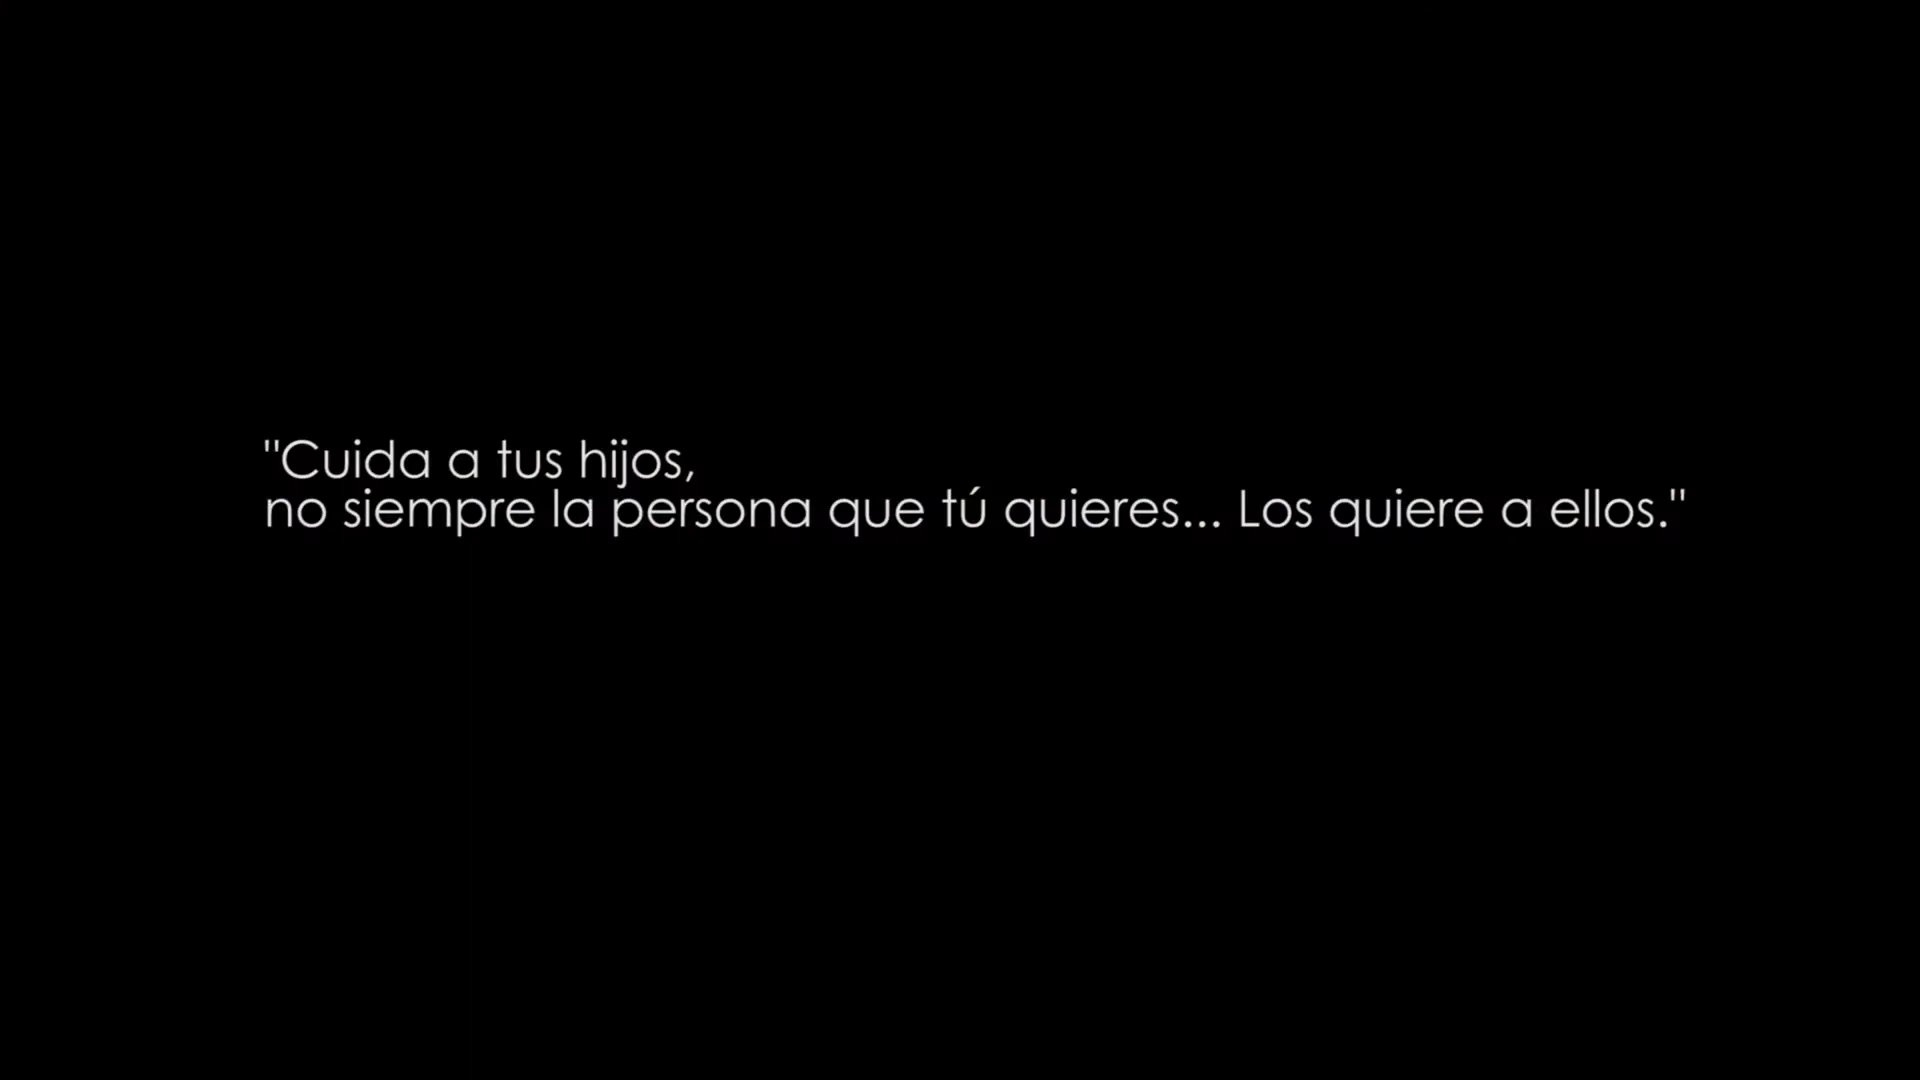 "Cuida a tus hijos,
no siempre la persona que tú quieres... Los quiere a ellos."